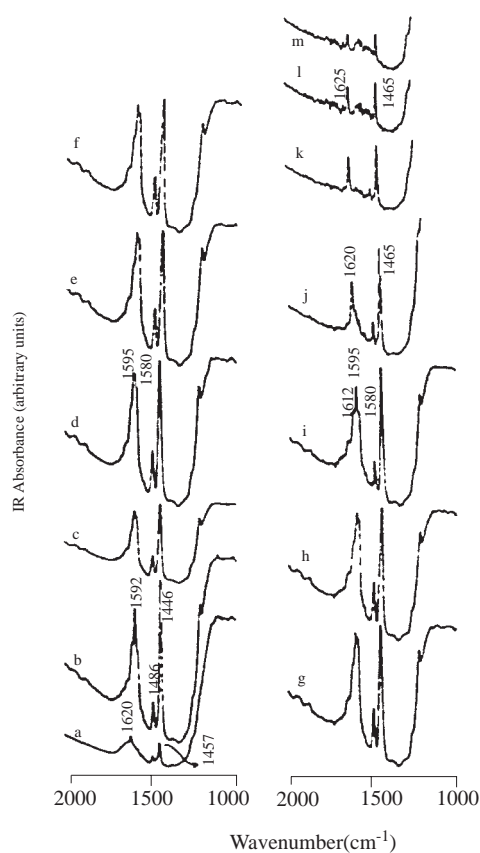 m
l
1625
1465
k
f
e
1620
1465
j
1595
1580
d
1595
1612
1580
i
c
h
1592
1446
b
1486
g
1620
a
1457
2000 1500 1000
2000 1500 1000
IR Absorbance (arbitrary units)
Wavenumber(cm-1)